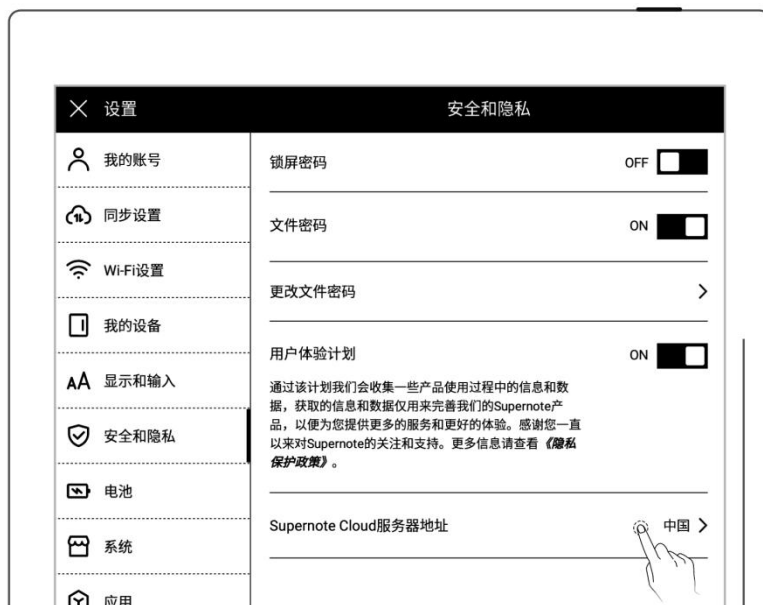 设置
安全和隐私
我的账号
同步设置
Wi-Fi设置
我的设备
显示和输入
安全和隐私
电池
系统
应用
锁屏密码
OFF
文件密码
ON
更改文件密码
用户体验计划
ON
通过该计划我们会收集一些产品使用过程中的信息和数
据，获取的信息和数据仅用来完善我们的Supernote产
品，以便为您提供更多的服务和更好的体验。感谢您一直
以来对Supernote的关注和支持。更多信息请查看《隐私
保护政策》。
Supernote Cloud服务器地址
中国